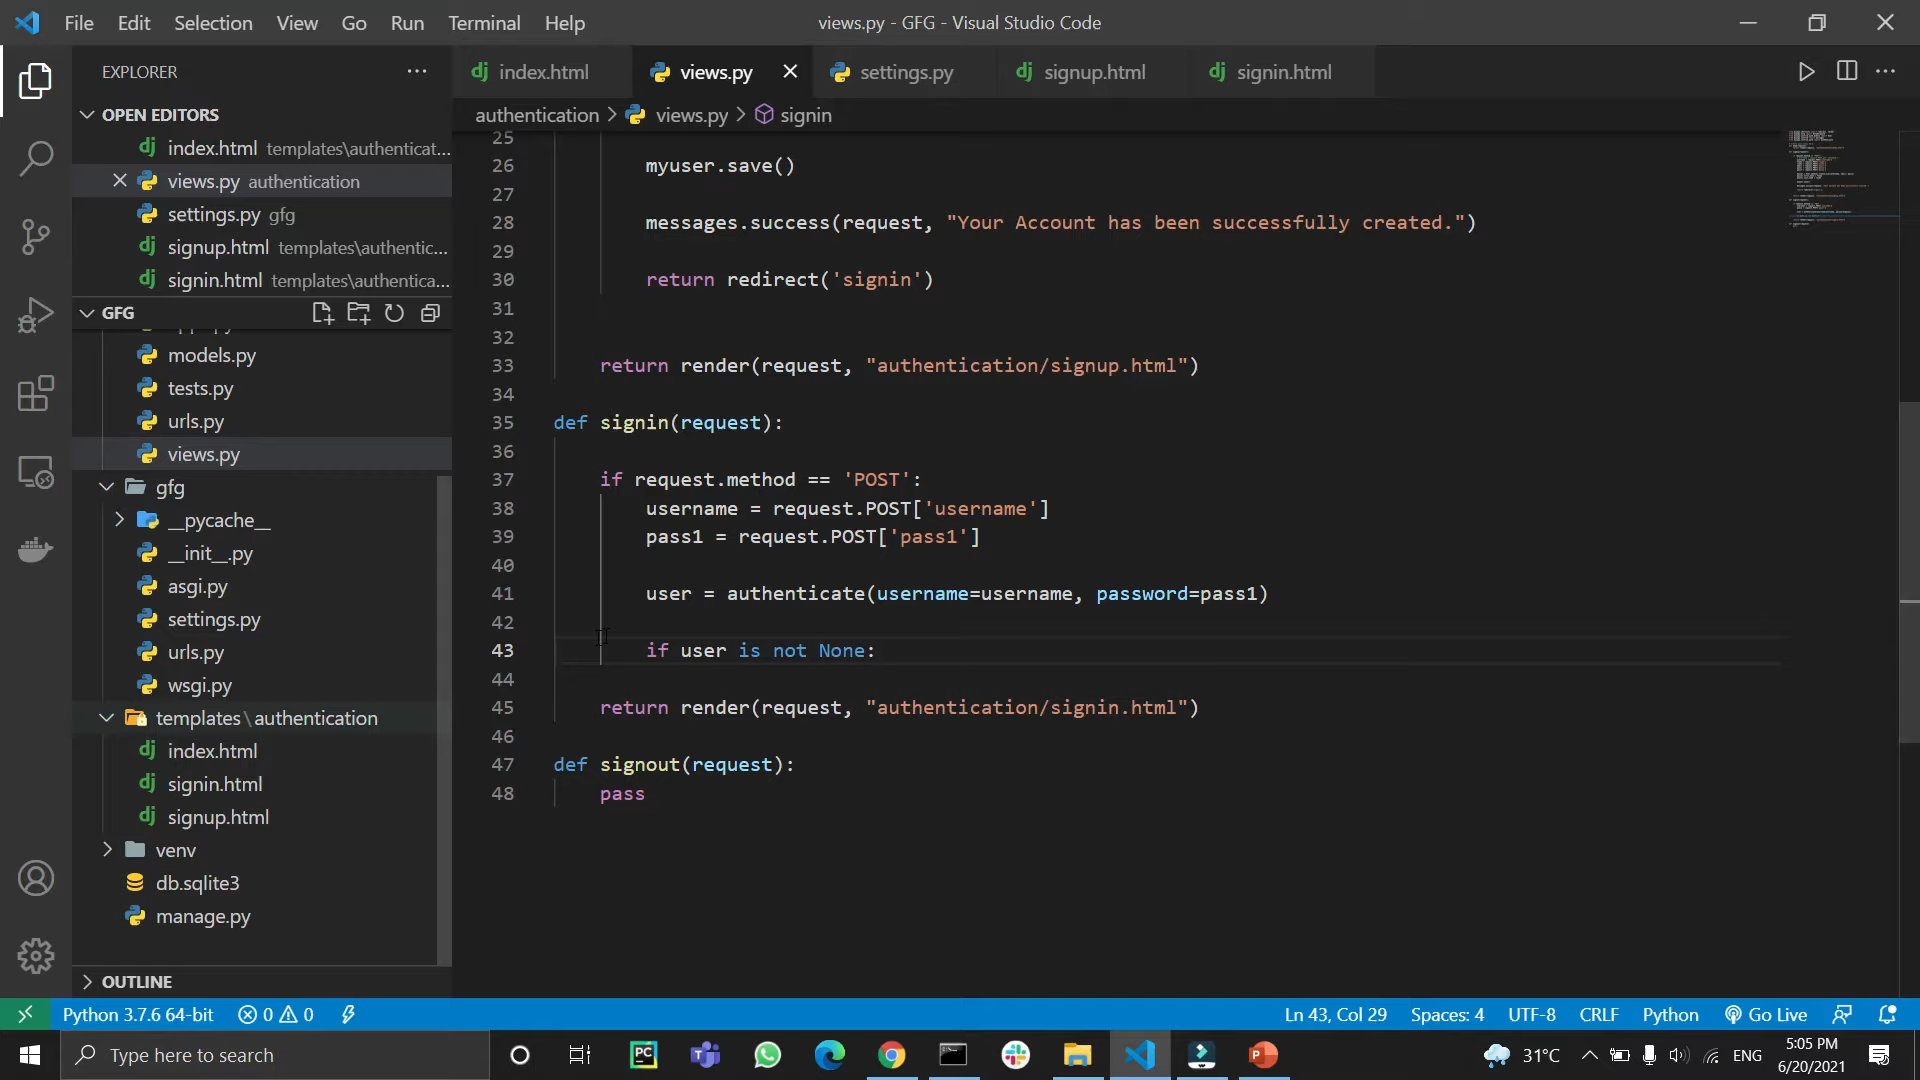 File Edit Selection View Go Run Terminal Help
views.py - GFG - Visual Studio Code
EXPLORER
OPEN EDITORS
index.html templates\authenticat...
views.py authentication
settings.py gfg
signup.html templates\authentic...
signin.html templates\authentica...
GFG
models.py
tests.py
urls.py
views.py
gfg
__pycache__
__init__.py
asgi.py
settings.py
urls.py
wsgi.py
templates\authentication
index.html
signin.html
signup.html
venv
db.sqlite3
manage.py
OUTLINE
index.html views.py settings.py signup.html signin.html
authentication > views.py > signin
25
26 myuser.save()
27
28 messages.success(request, "Your Account has been successfully created.")
29
30 return redirect('signin')
31
32
33 return render(request, "authentication/signup.html")
34
35 def signin(request):
36
37 if request.method == 'POST':
38 username = request.POST['username']
39 pass1 = request.POST['pass1']
40
41 user = authenticate(username=username, password=pass1)
42
43 if user is not None:
44
45 return render(request, "authentication/signin.html")
46
47 def signout(request):
48 pass
Python 3.7.6 64-bit 0 0 Ln 43, Col 29 Spaces: 4 UTF-8 CRLF Python Go Live
Type here to search
PC
31°C
ENG
5:05 PM
6/20/2021